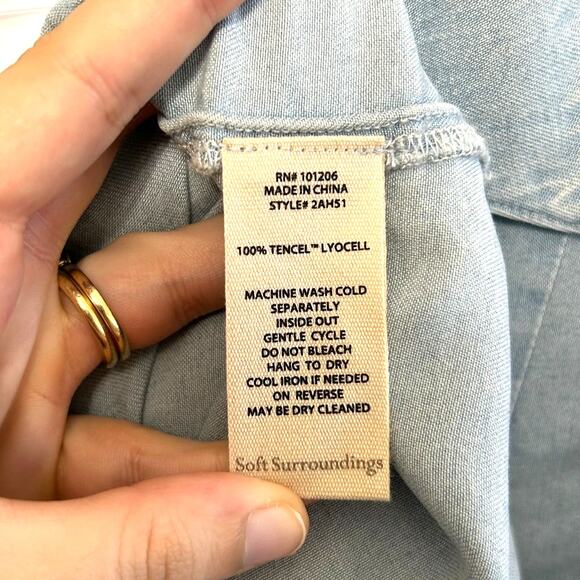 RN# 101206
MADE IN CHINA
STYLE# 2AH51
100% TENCEL™ LYOCELL
MACHINE WASH COLD
SEPARATELY
INSIDE OUT
GENTLE CYCLE
DO NOT BLEACH
HANG TO DRY
COOL IRON IF NEEDED
ON REVERSE
MAY BE DRY CLEANED
Soft Surroundings